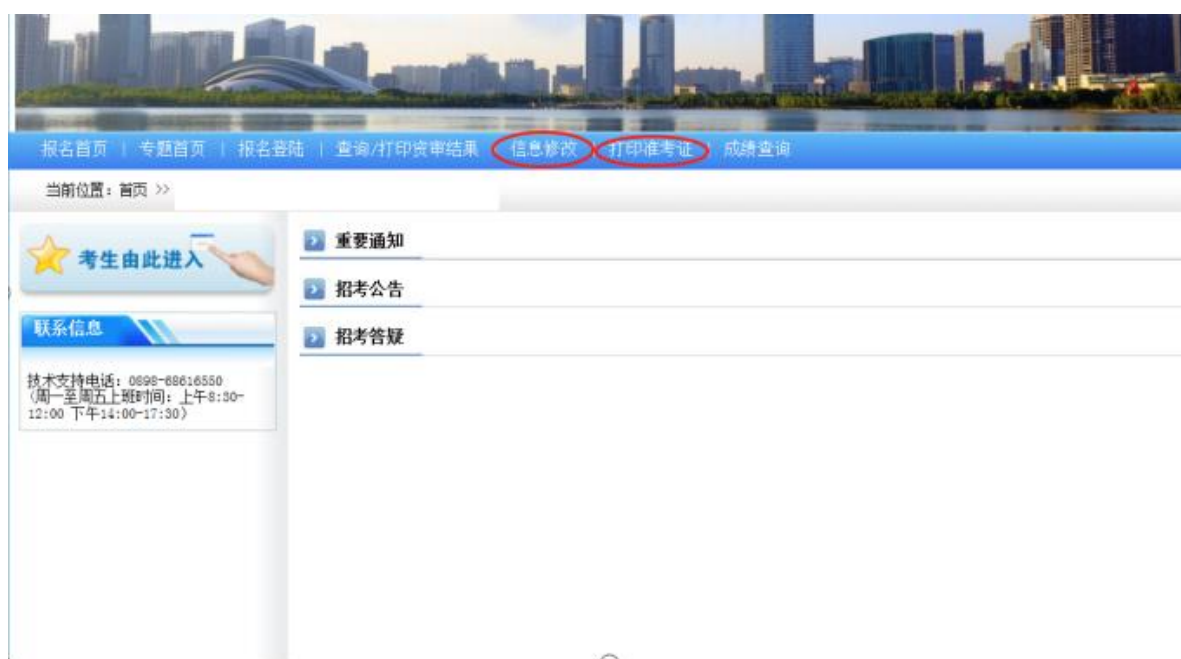 报名首页 | 专题首页 | 报名登陆 | 查询/打印资审结果 | 信息修改 | 打印准考证 | 成绩查询
当前位置：首页 >>
考生由此进入
重要通知
招考公告
招考答疑
联系信息
技术支持电话：0898-68616550
（周一至周五上班时间：上午8:30-
12:00 下午14:00-17:30）